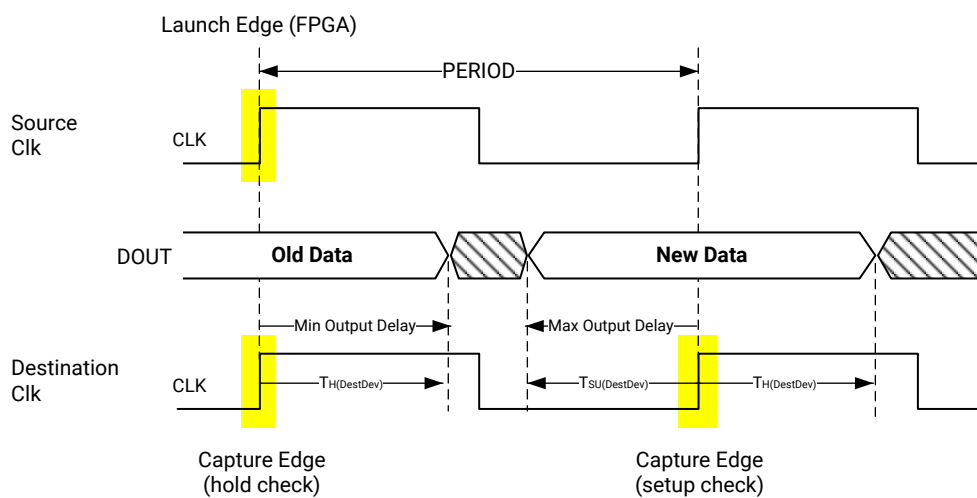 Launch Edge (FPGA)
PERIOD
Source
Clk
CLK
DOUT
Old Data
New Data
Min Output Delay
Max Output Delay
Destination
Clk
CLK
TH(DestDev)
TSU(DestDev)
TH(DestDev)
Capture Edge
(hold check)
Capture Edge
(setup check)